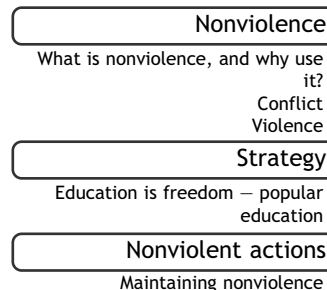 Nonviolence
What is nonviolence, and why use
it?
Conflict
Violence
Strategy
Education is freedom — popular
education
Nonviolent actions
Maintaining nonviolence